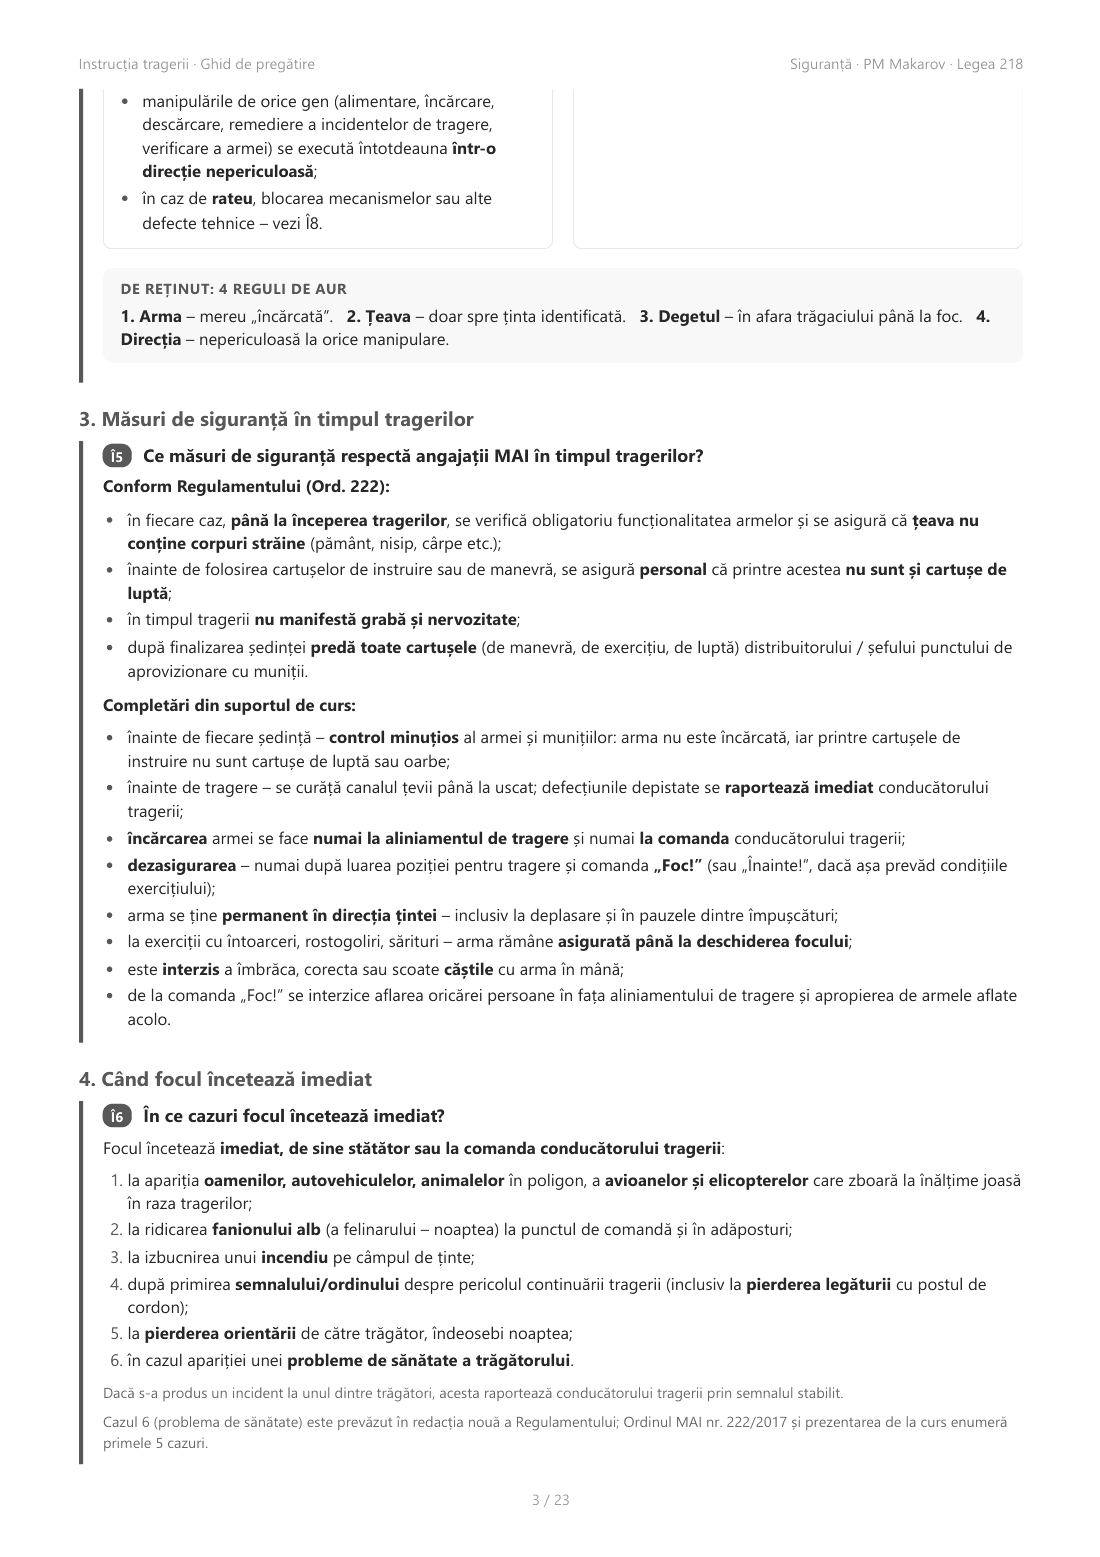 Instrucția tragerii · Ghid de pregătire
Siguranță · PM Makarov · Legea 218
• manipulările de orice gen (alimentare, încărcare,
descărcare, remediere a incidentelor de tragere,
verificare a armei) se execută întotdeauna într-o
direcție nepericuloasă;
• în caz de rateu, blocarea mecanismelor sau alte
defecte tehnice – vezi Î8.
DE REȚINUT: 4 REGULI DE AUR
1. Arma – mereu „încărcată”. 2. Țeava – doar spre ținta identificată. 3. Degetul – în afara trăgaciului până la foc. 4.
Direcția – nepericuloasă la orice manipulare.
3. Măsuri de siguranță în timpul tragerilor
Î5 Ce măsuri de siguranță respectă angajații MAI în timpul tragerilor?
Conform Regulamentului (Ord. 222):
• în fiecare caz, până la începerea tragerilor, se verifică obligatoriu funcționalitatea armelor și se asigură că țeava nu
conține corpuri străine (pământ, nisip, cârpe etc.);
• înainte de folosirea cartușelor de instruire sau de manevră, se asigură personal că printre acestea nu sunt și cartușe de
luptă;
• în timpul tragerii nu manifestă grabă și nervozitate;
• după finalizarea ședinței predă toate cartușele (de manevră, de exercițiu, de luptă) distribuitorului / șefului punctului de
aprovizionare cu muniții.
Completări din suportul de curs:
• înainte de fiecare ședință – control minuțios al armei și munițiilor: arma nu este încărcată, iar printre cartușele de
instruire nu sunt cartușe de luptă sau oarbe;
• înainte de tragere – se curăță canalul țevii până la uscat; defecțiunile depistate se raportează imediat conducătorului
tragerii;
• încărcarea armei se face numai la aliniamentul de tragere și numai la comanda conducătorului tragerii;
• dezasigurarea – numai după luarea poziției pentru tragere și comanda „Foc!” (sau „Înainte!”, dacă așa prevăd condițiile
exercițiului);
• arma se ține permanent în direcția țintei – inclusiv la deplasare și în pauzele dintre împușcături;
• la exerciții cu întoarceri, rostogoliri, sărituri – arma rămâne asigurată până la deschiderea focului;
• este interzis a îmbrăca, corecta sau scoate căștile cu arma în mână;
• de la comanda „Foc!” se interzice aflarea oricărei persoane în fața aliniamentului de tragere și apropierea de armele aflate
acolo.
4. Când focul încetează imediat
Î6 În ce cazuri focul încetează imediat?
Focul încetează imediat, de sine stătător sau la comanda conducătorului tragerii:
1. la apariția oamenilor, autovehiculelor, animalelor în poligon, a avioanelor și elicopterelor care zboară la înălțime joasă
în raza tragerilor;
2. la ridicarea fanionului alb (a felinarului – noaptea) la punctul de comandă și în adăposturi;
3. la izbucnirea unui incendiu pe câmpul de ținte;
4. după primirea semnalului/ordinului despre pericolul continuării tragerii (inclusiv la pierderea legăturii cu postul de
cordon);
5. la pierderea orientării de către trăgător, îndeosebi noaptea;
6. în cazul apariției unei probleme de sănătate a trăgătorului.
Dacă s-a produs un incident la unul dintre trăgători, acesta raportează conducătorului tragerii prin semnalul stabilit.
Cazul 6 (problema de sănătate) este prevăzut în redacția nouă a Regulamentului; Ordinul MAI nr. 222/2017 și prezentarea de la curs enumeră
primele 5 cazuri.
3 / 23